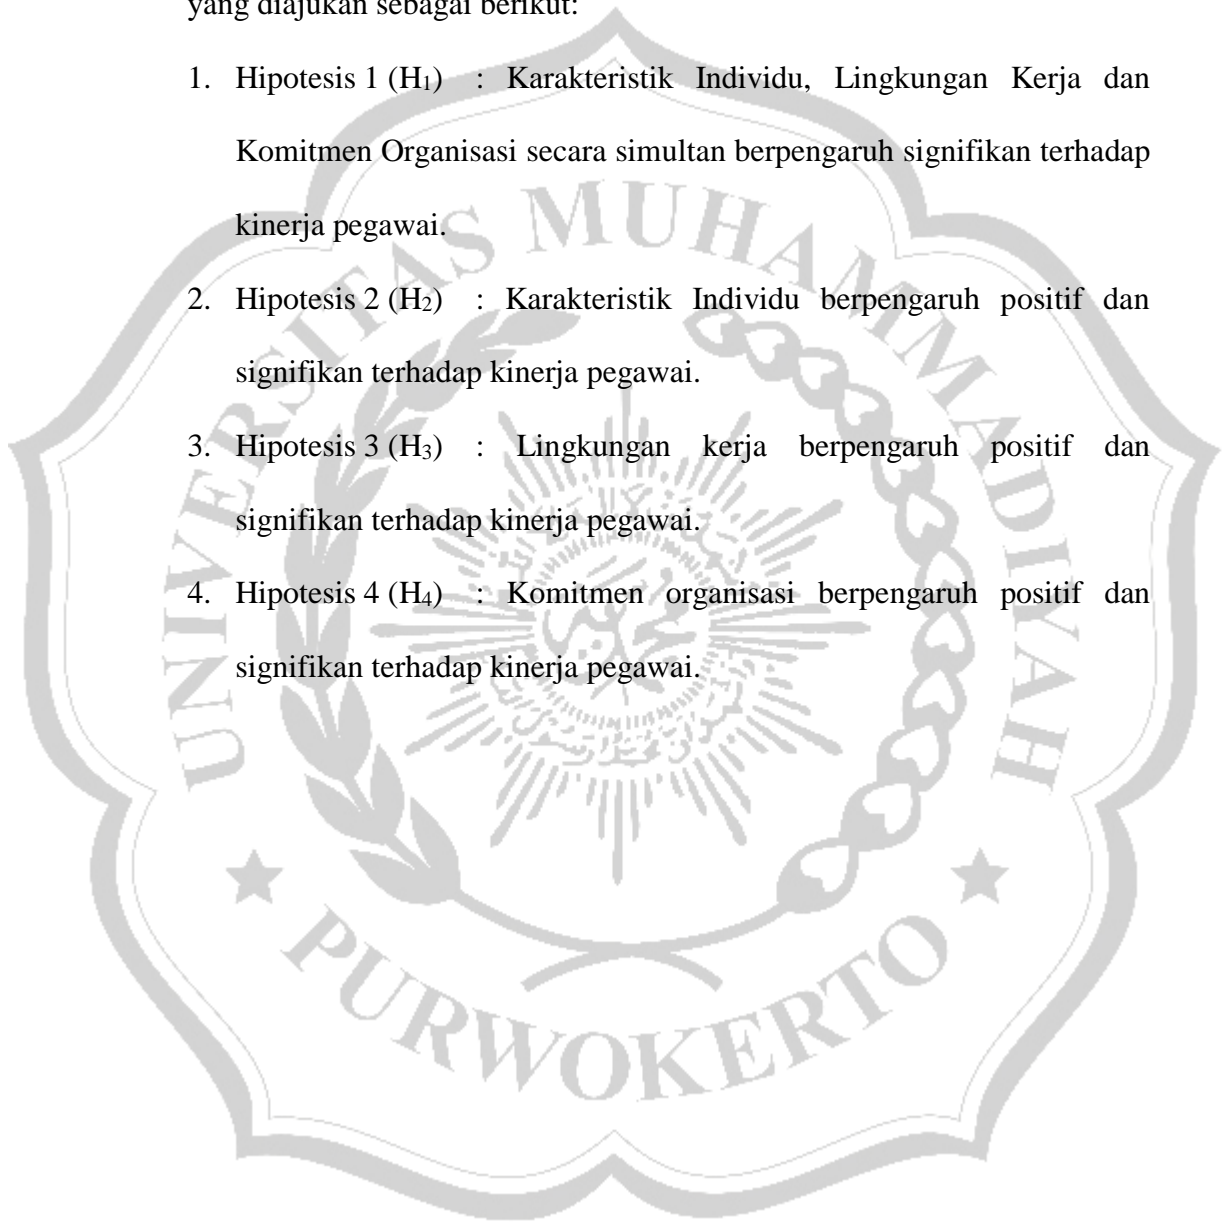 yang diajukan sebagai berikut:
1. Hipotesis 1 (H₁) : Karakteristik Individu, Lingkungan Kerja dan
Komitmen Organisasi secara simultan berpengaruh signifikan terhadap
kinerja pegawai.
2. Hipotesis 2 (H₂) : Karakteristik Individu berpengaruh positif dan
signifikan terhadap kinerja pegawai.
3. Hipotesis 3 (H₃) : Lingkungan kerja berpengaruh positif dan
signifikan terhadap kinerja pegawai.
4. Hipotesis 4 (H₄) : Komitmen organisasi berpengaruh positif dan
signifikan terhadap kinerja pegawai.
UNIVERSITAS MUHAMMADIYAH
PURWOKERTO